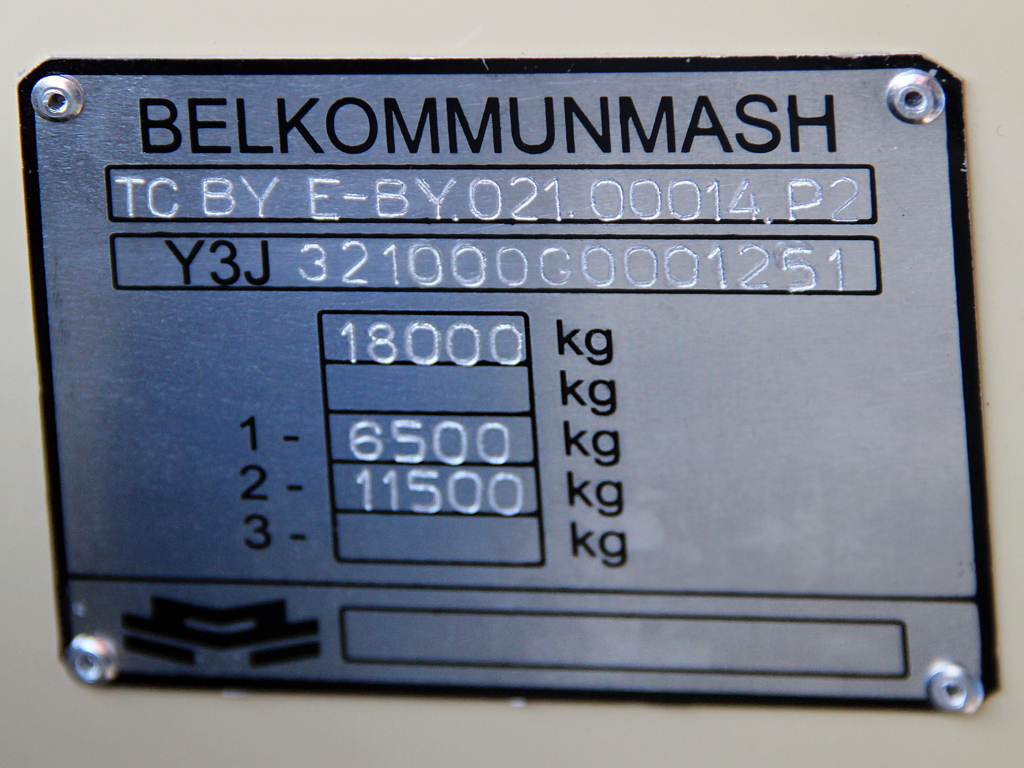 BELKOMMUNMASH
TC BY E-BY.021.00014.P2
Y3J 321000G0001251
18000 kg
kg
1 - 6500 kg
2 - 11500 kg
3 - kg